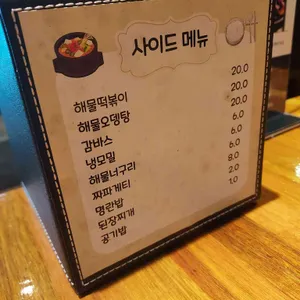 사이드 메뉴
해물떡볶이 20.0
해물오뎅탕 20.0
감바스 20.0
냉모밀 6.0
해물너구리 6.0
짜파게티 6.0
명란밥 8.0
된장찌개 2.0
공기밥 1.0